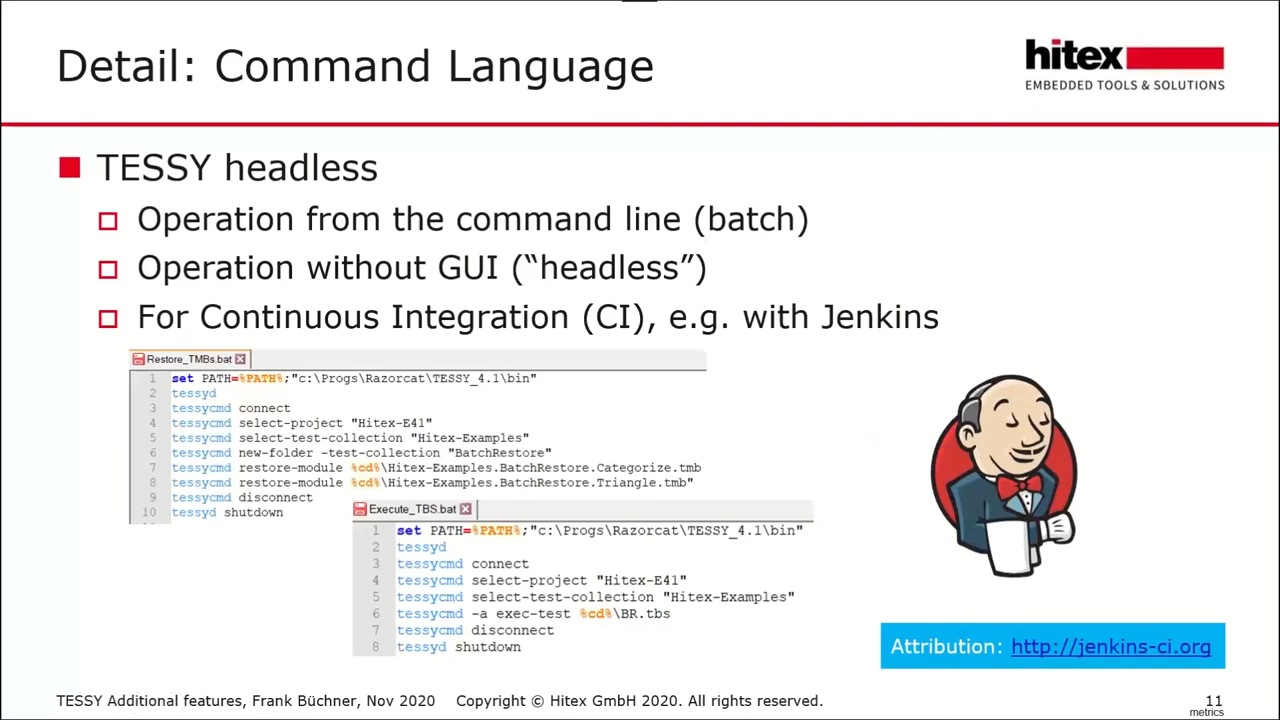 Detail: Command Language
hitex
EMBEDDED TOOLS & SOLUTIONS
TESSY headless
Operation from the command line (batch)
Operation without GUI (“headless”)
For Continuous Integration (CI), e.g. with Jenkins
Restore_TMBs.bat
1 set PATH=%PATH%;"c:\Progs\Razorcat\TESSY_4.1\bin"
2 tessyd
3 tessycmd connect
4 tessycmd select-project "Hitex-E41"
5 tessycmd select-test-collection "Hitex-Examples"
6 tessycmd new-folder -test-collection "BatchRestore"
7 tessycmd restore-module %cd%\Hitex-Examples.BatchRestore.Categorize.tmb
8 tessycmd restore-module %cd%\Hitex-Examples.BatchRestore.Triangle.tmb"
9 tessycmd disconnect
10 tessyd shutdown
Execute_TBS.bat
1 set PATH=%PATH%;"c:\Progs\Razorcat\TESSY_4.1\bin"
2 tessyd
3 tessycmd connect
4 tessycmd select-project "Hitex-E41"
5 tessycmd select-test-collection "Hitex-Examples"
6 tessycmd -a exec-test %cd%\BR.tbs
7 tessycmd disconnect
8 tessyd shutdown
Attribution: http://jenkins-ci.org
TESSY Additional features, Frank Büchner, Nov 2020 Copyright © Hitex GmbH 2020. All rights reserved.
11
metrics